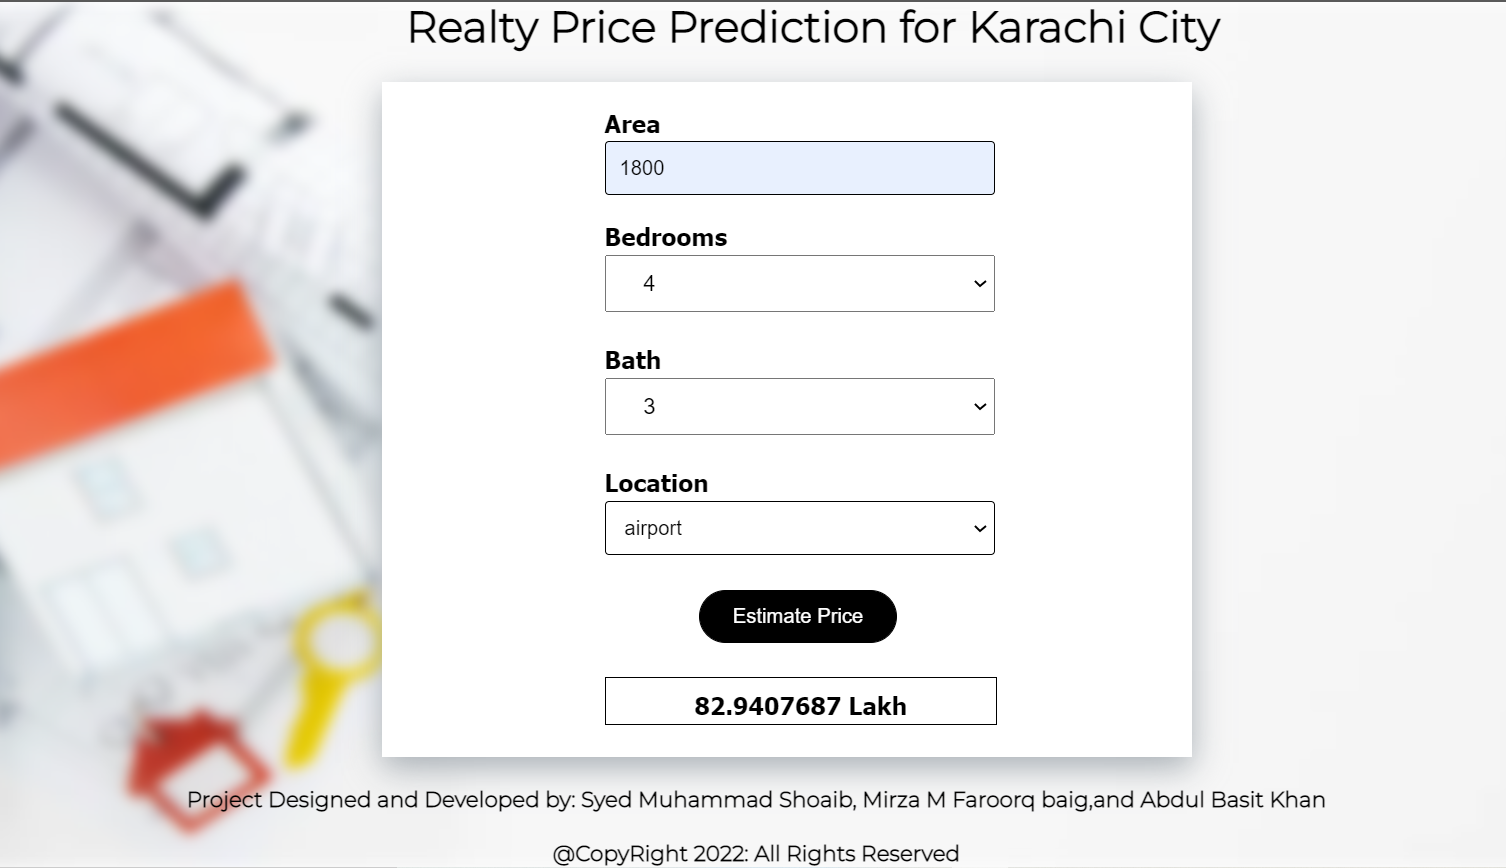 Realty Price Prediction for Karachi City
Area
1800
Bedrooms
4
Bath
3
Location
airport
Estimate Price
82.9407687 Lakh
Project Designed and Developed by: Syed Muhammad Shoaib, Mirza M Faroorq baig,and Abdul Basit Khan
@CopyRight 2022: All Rights Reserved